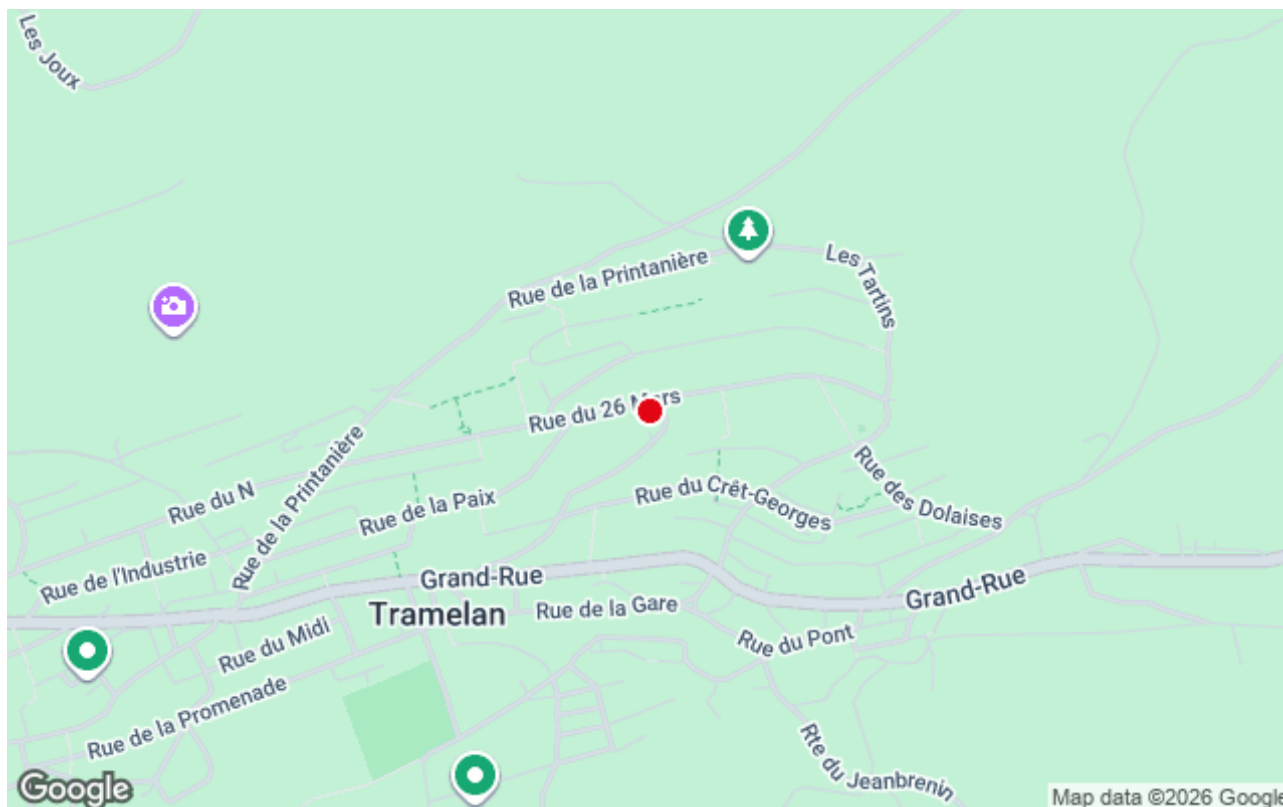 Les Joux
Rue de la Printanière
Les Tartins
Rue du 26 Mars
Rue du N
Rue de la Printanière
Rue de la Paix
Rue du Crêt-Georges
Rue des Dolaises
Rue de l'Industrie
Grand-Rue
Grand-Rue
Tramelan
Rue de la Gare
Rue du Midi
Rue du Pont
Rue de la Promenade
Rte du Jeanbrenin
Google
Map data ©2026 Google